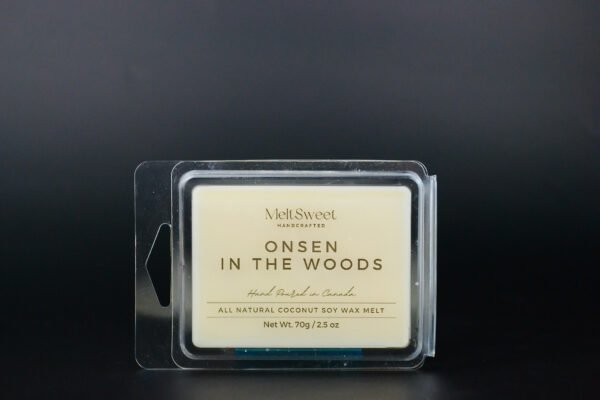 MeltSweet
HANDCRAFTED
ONSEN
IN THE WOODS
Hand Poured in Canada
ALL NATURAL COCONUT SOY WAX MELT
Net Wt. 70g / 2.5 oz